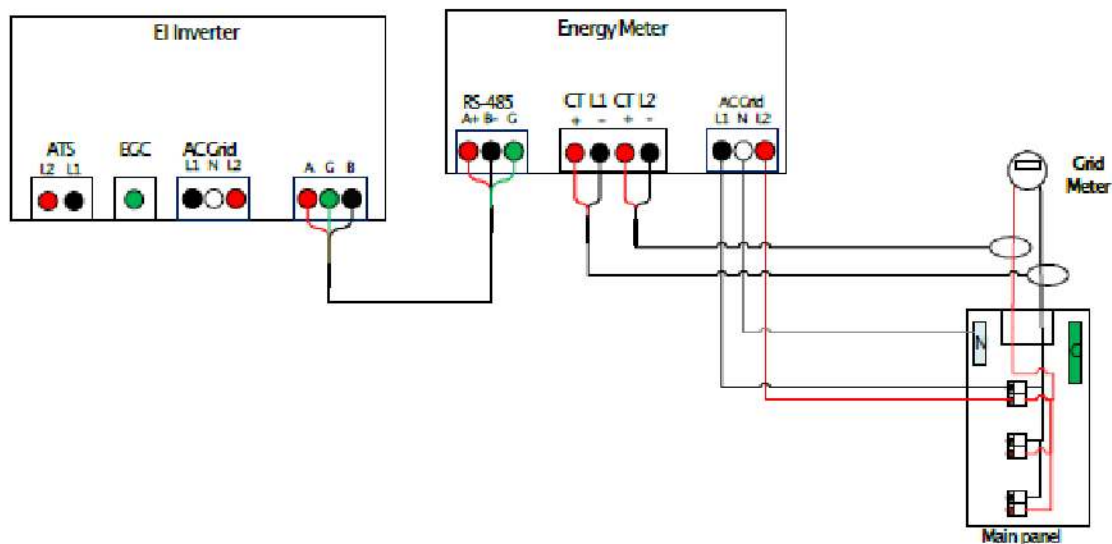 EI Inverter
Energy Meter
RS-485
A+ B- G
CT L1 CT L2
+ - + -
AC Grid
L1 N L2
ATS
L2 L1
EGC
AC Grid
L1 N L2
A G B
Grid
Meter
N
G
Main panel